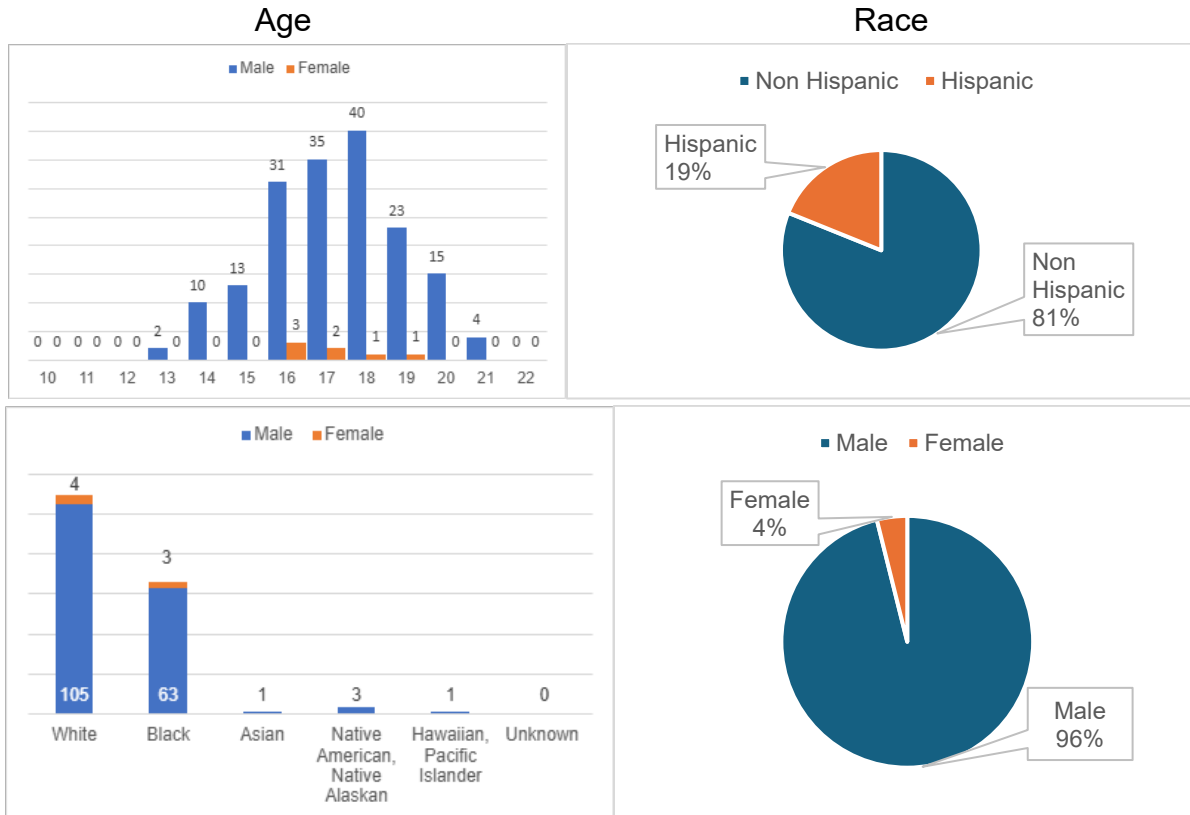 Age
Race
Male Female
40
35
31
23
15
13
10
4
3
2
2
1
1
0 0 0 0 0 0 0 0 0 0 0 0 0
10 11 12 13 14 15 16 17 18 19 20 21 22
Non Hispanic Hispanic
Hispanic
19%
Non
Hispanic
81%
Male Female
4
3
105 63 1 3 1 0
White Black Asian Native American, Native Alaskan Hawaiian, Pacific Islander Unknown
Male Female
Female
4%
Male
96%